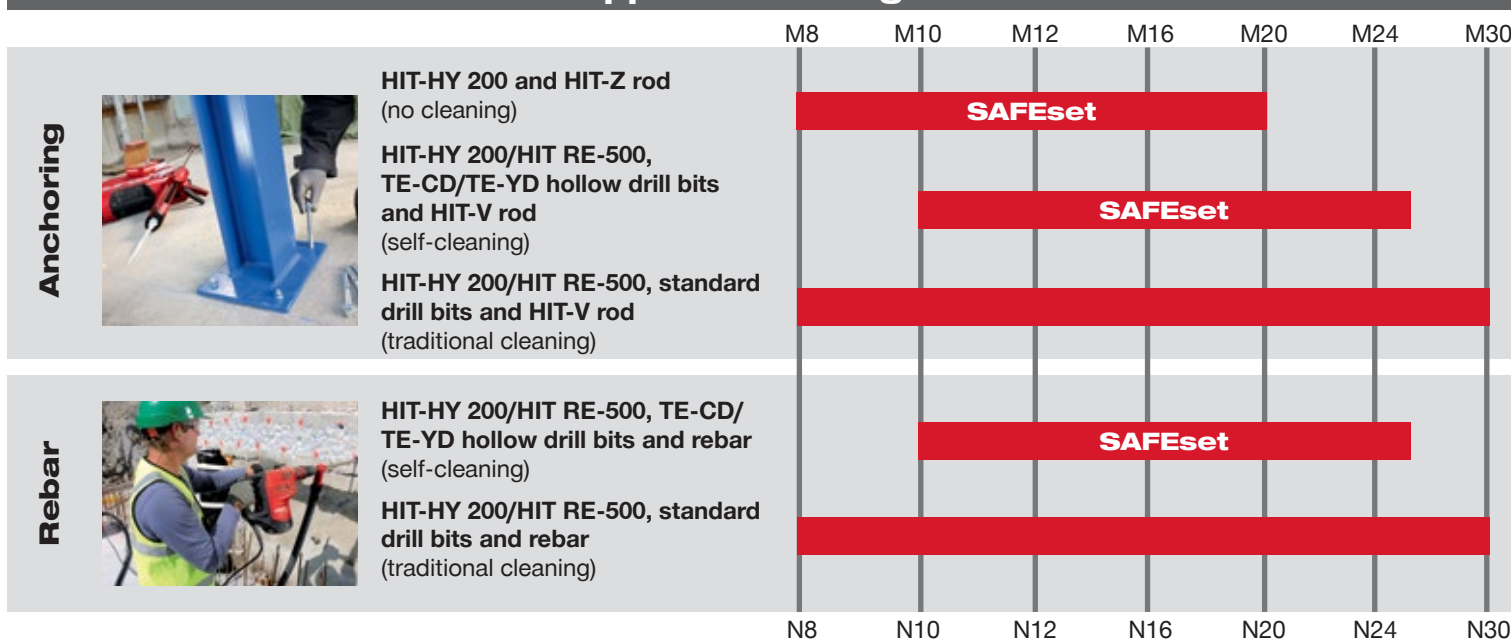 M8 M10 M12 M16 M20 M24 M30
Anchoring
HIT-HY 200 and HIT-Z rod
(no cleaning)
SAFEset
HIT-HY 200/HIT RE-500,
TE-CD/TE-YD hollow drill bits
and HIT-V rod
(self-cleaning)
SAFEset
HIT-HY 200/HIT RE-500, standard
drill bits and HIT-V rod
(traditional cleaning)
Rebar
HIT-HY 200/HIT RE-500, TE-CD/
TE-YD hollow drill bits and rebar
(self-cleaning)
SAFEset
HIT-HY 200/HIT RE-500, standard
drill bits and rebar
(traditional cleaning)
N8 N10 N12 N16 N20 N24 N30